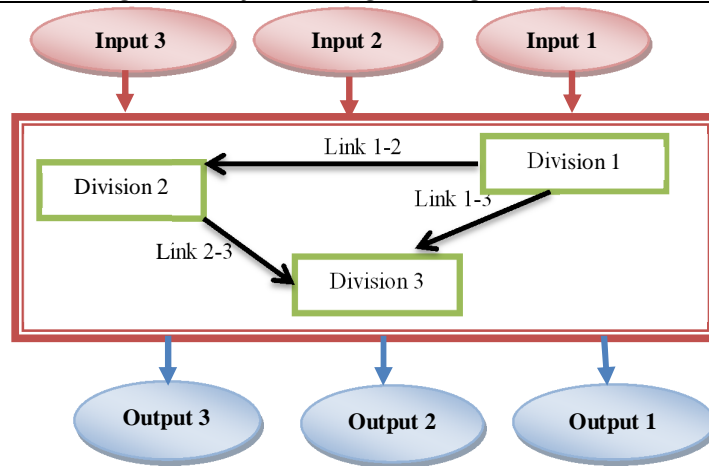 Input 3
Input 2
Input 1
Link 1-2
Division 1
Division 2
Link 1-3
Link 2-3
Division 3
Output 3
Output 2
Output 1